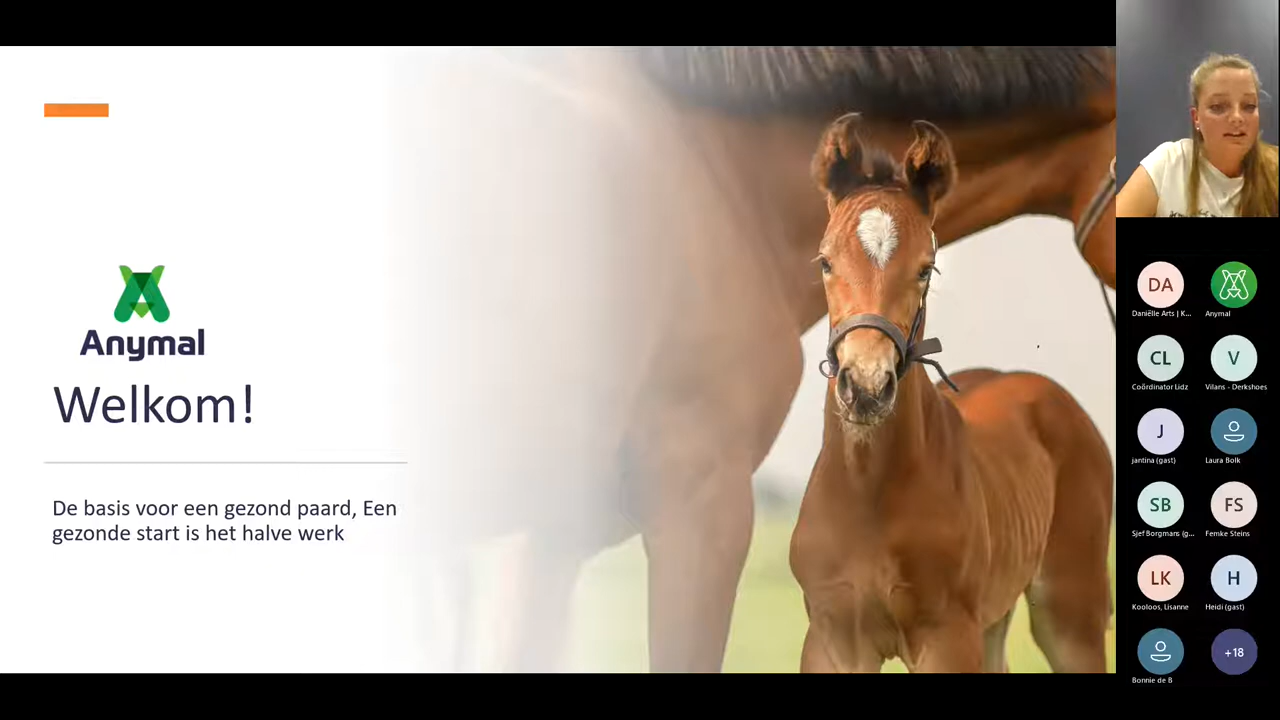 Anymal
Welkom!
De basis voor een gezond paard, Een
gezonde start is het halve werk
DA
Daniëlle Arts | K...
Anymal
CL
Coördinator Lidz
V
Vilans - Derkshoes
J
jantina (gast)
Laura Bolk
SB
Sjef Borgmans (g...
FS
Femke Steins
LK
Kooloos, Lisanne
H
Heidi (gast)
Bonnie de B
+18